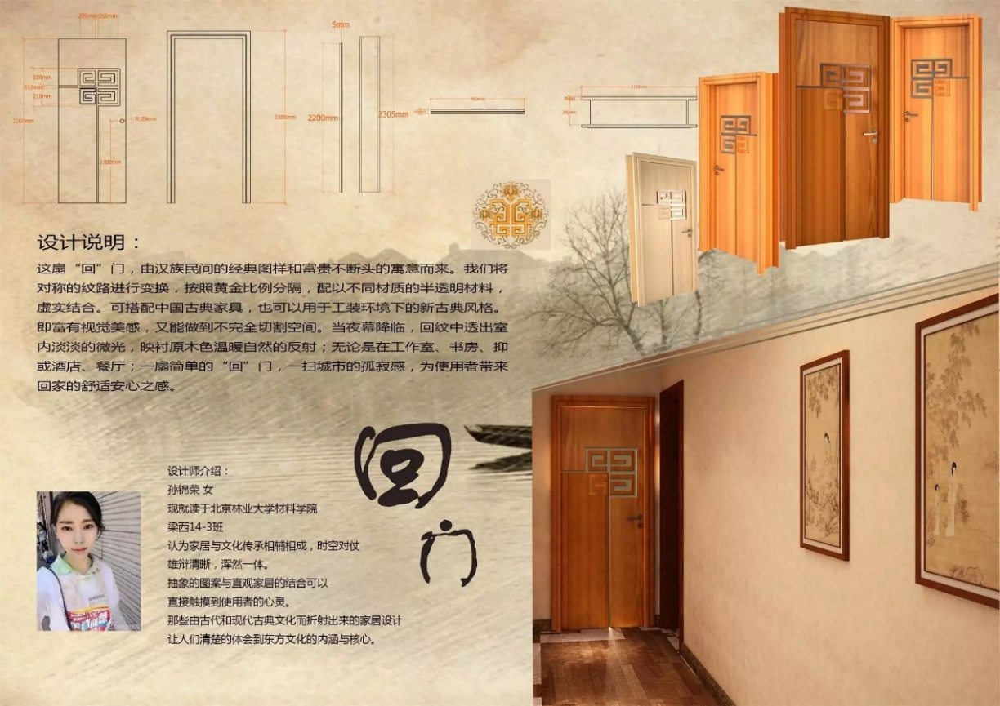 250mm
5mm
220mm
510mm
210mm
2200mm
R:25mm
1100mm
2305mm
2200mm
2305mm
900mm
1110mm
设计说明：
这扇“回”门，由汉族民间的经典图样和富贵不断头的寓意而来。我们将
对称的纹路进行变换，按照黄金比例分隔，配以不同材质的半透明材料，
虚实结合。可搭配中国古典家具，也可以用于工装环境下的新古典风格。
即富有视觉美感，又能做到不完全切割空间。当夜幕降临，回纹中透出室
内淡淡的微光，映衬原木色温暖自然的反射；无论是在工作室、书房、抑
或酒店、餐厅；一扇简单的“回”门，一扫城市的孤寂感，为使用者带来
回家的舒适安心之感。
回
门
设计师介绍：
孙锦荣 女
现就读于北京林业大学材料学院
梁西14-3班
认为家居与文化传承相辅相成，时空对仗
雄辩清晰，浑然一体。
抽象的图案与直观家居的结合可以
直接触摸到使用者的心灵。
那些由古代和现代古典文化而折射出来的家居设计
让人们清楚的体会到东方文化的内涵与核心。